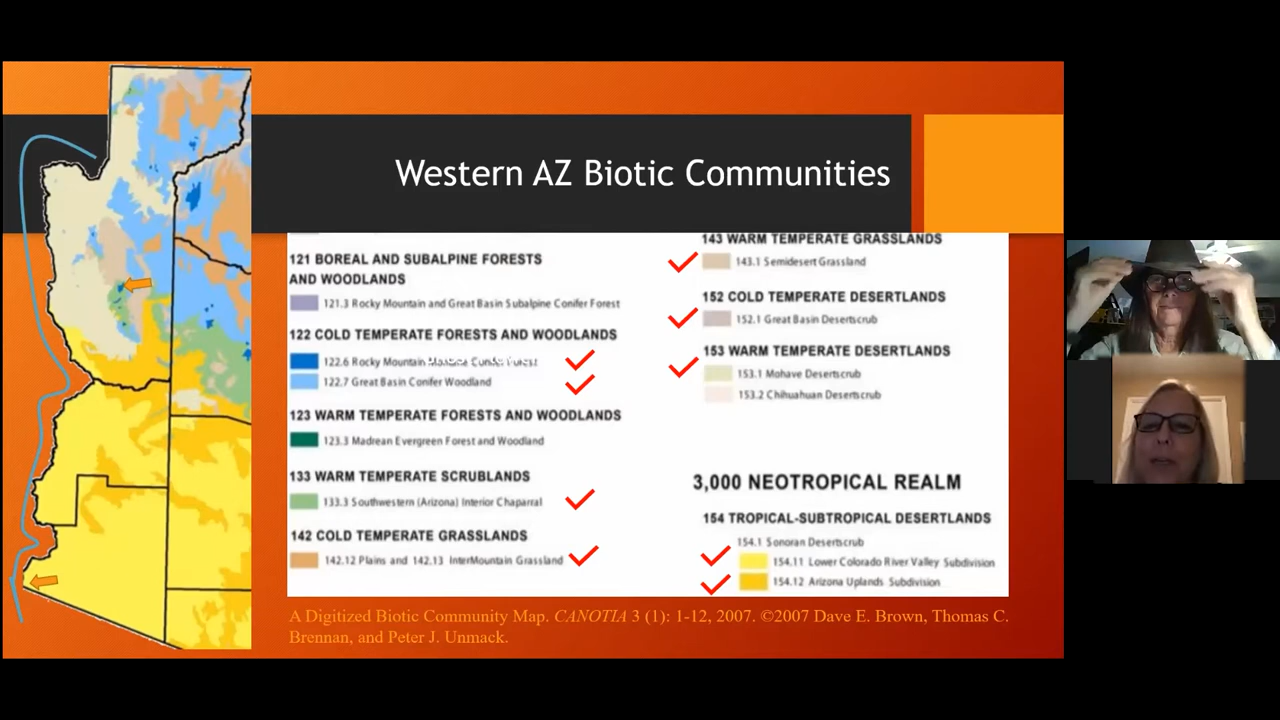 Western AZ Biotic Communities
121 BOREAL AND SUBALPINE FORESTS
AND WOODLANDS
121.3 Rocky Mountain and Great Basin Subalpine Conifer Forest
122 COLD TEMPERATE FORESTS AND WOODLANDS
122.6 Rocky Mountain Conifer Forest
122.7 Great Basin Conifer Woodland
123 WARM TEMPERATE FORESTS AND WOODLANDS
123.3 Madrean Evergreen Forest and Woodland
133 WARM TEMPERATE SCRUBLANDS
133.3 Southwestern (Arizona) Interior Chaparral
142 COLD TEMPERATE GRASSLANDS
142.12 Plains and 142.13 InterMountain Grassland
143 WARM TEMPERATE GRASSLANDS
143.1 Semidesert Grassland
152 COLD TEMPERATE DESERTLANDS
152.1 Great Basin Desertscrub
153 WARM TEMPERATE DESERTLANDS
153.1 Mohave Desertscrub
153.2 Chihuahuan Desertscrub
3,000 NEOTROPICAL REALM
154 TROPICAL-SUBTROPICAL DESERTLANDS
154.1 Sonoran Desertscrub
154.11 Lower Colorado River Valley Subdivision
154.12 Arizona Uplands Subdivision
A Digitized Biotic Community Map. CANOTIA 3 (1): 1-12, 2007. ©2007 Dave E. Brown, Thomas C.
Brennan, and Peter J. Unmack.